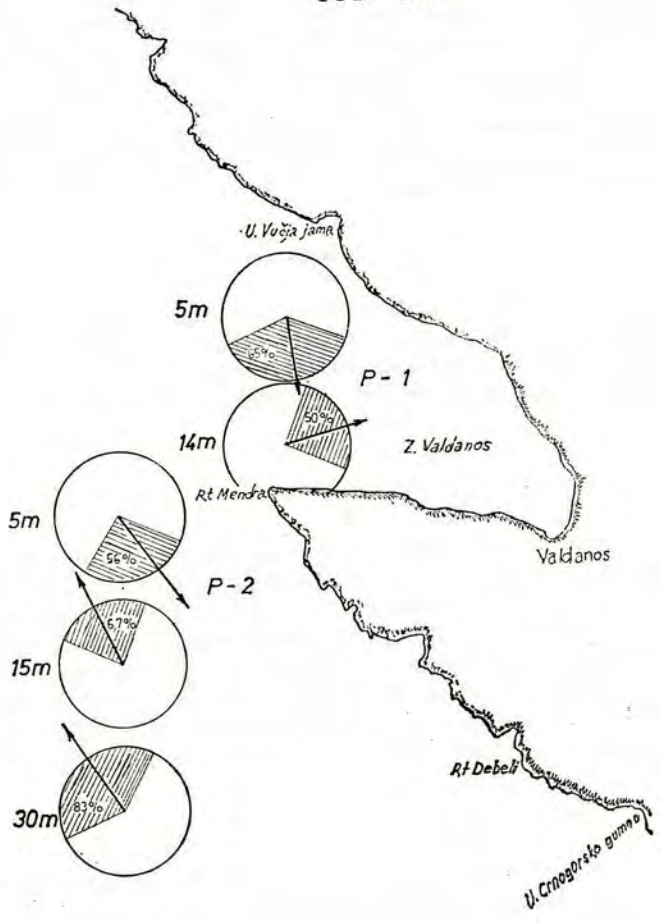 U. Vučja jama
5m
65%
P - 1
50%
14m
Z. Valdanos
Rt Mendra
5m
Valdanos
56%
P - 2
67%
15m
Rt Debeli
83%
30m
U. Crnogorsko gumno